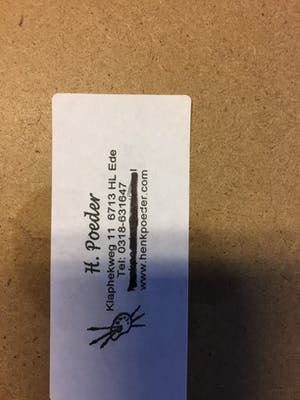 H. Poeder
Klaphekweg 11 6713 HL Ede
Tel: 0318-631647
www.henkpoeder.com